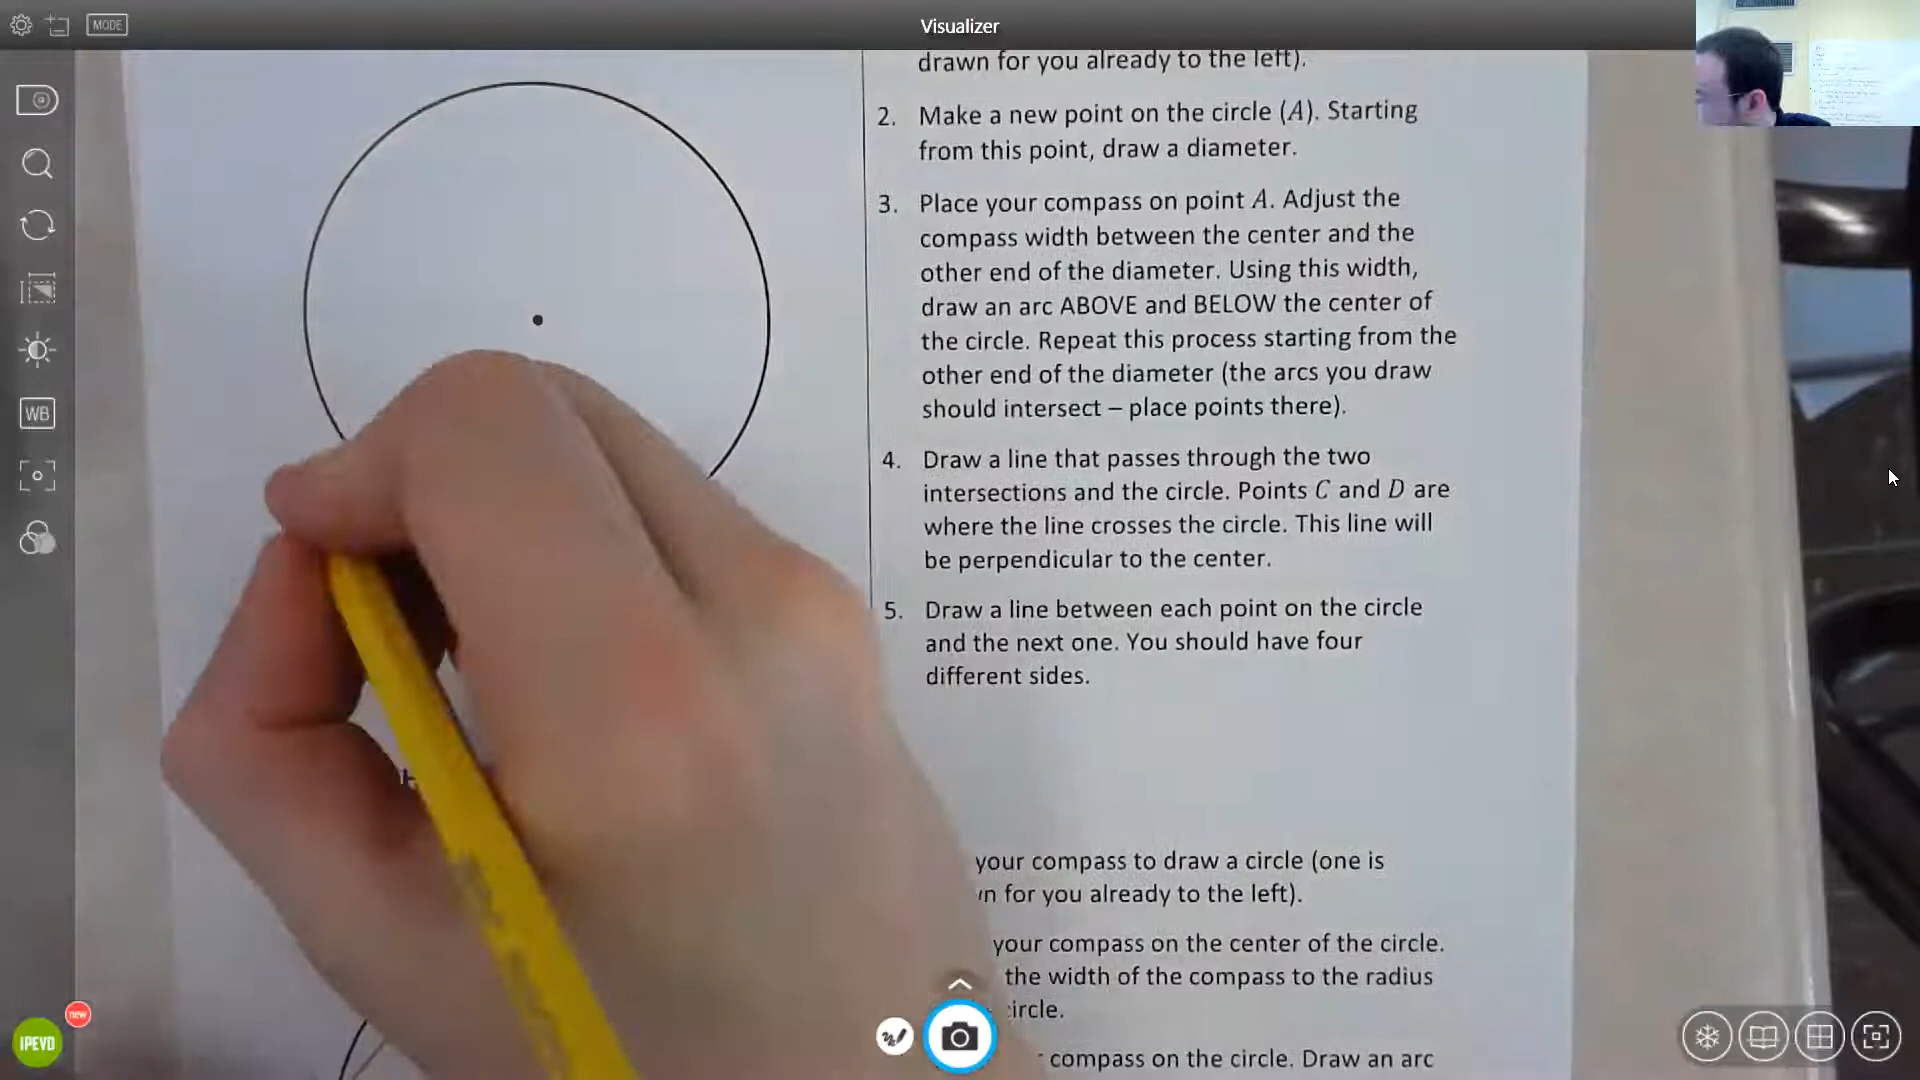 MODE
Visualizer
drawn for you already to the left).
2. Make a new point on the circle (A). Starting
from this point, draw a diameter.
3. Place your compass on point A. Adjust the
compass width between the center and the
other end of the diameter. Using this width,
draw an arc ABOVE and BELOW the center of
the circle. Repeat this process starting from the
other end of the diameter (the arcs you draw
should intersect – place points there).
4. Draw a line that passes through the two
intersections and the circle. Points C and D are
where the line crosses the circle. This line will
be perpendicular to the center.
5. Draw a line between each point on the circle
and the next one. You should have four
different sides.
your compass to draw a circle (one is
for you already to the left).
your compass on the center of the circle.
the width of the compass to the radius
circle.
compass on the circle. Draw an arc
WB
new
IPEVO